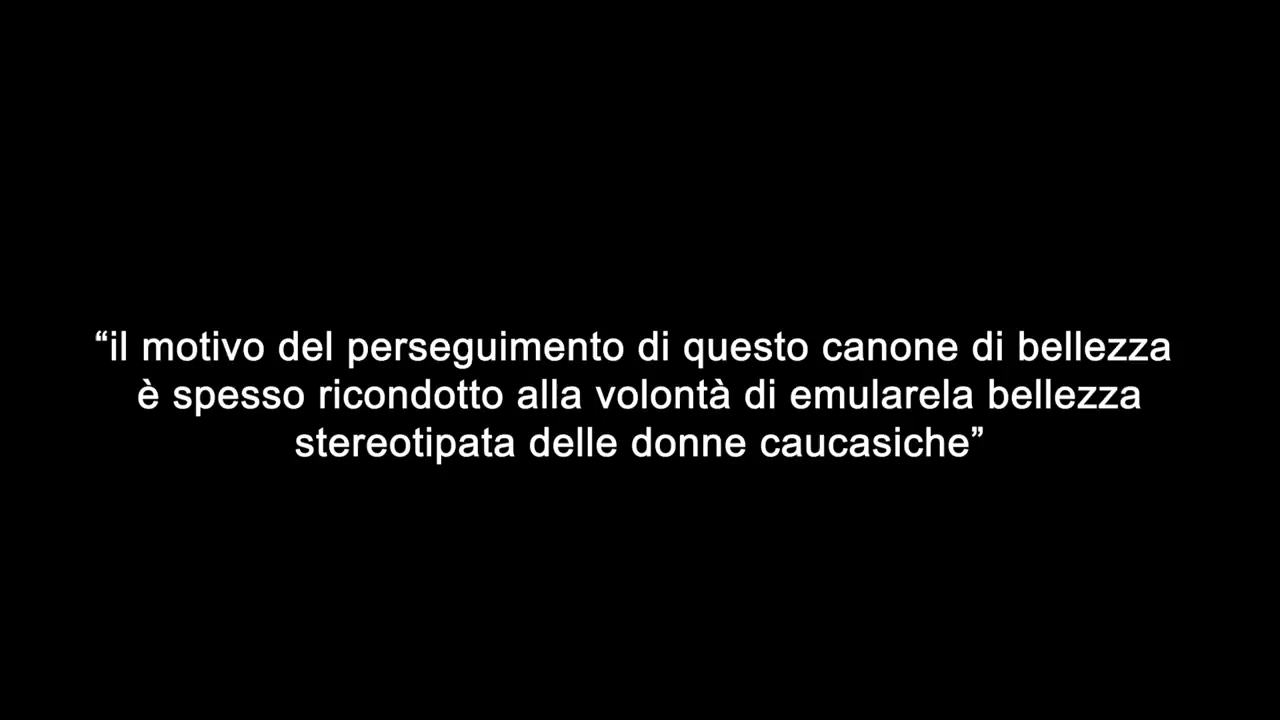 “il motivo del perseguimento di questo canone di bellezza
è spesso ricondotto alla volontà di emularela bellezza
stereotipata delle donne caucasiche”